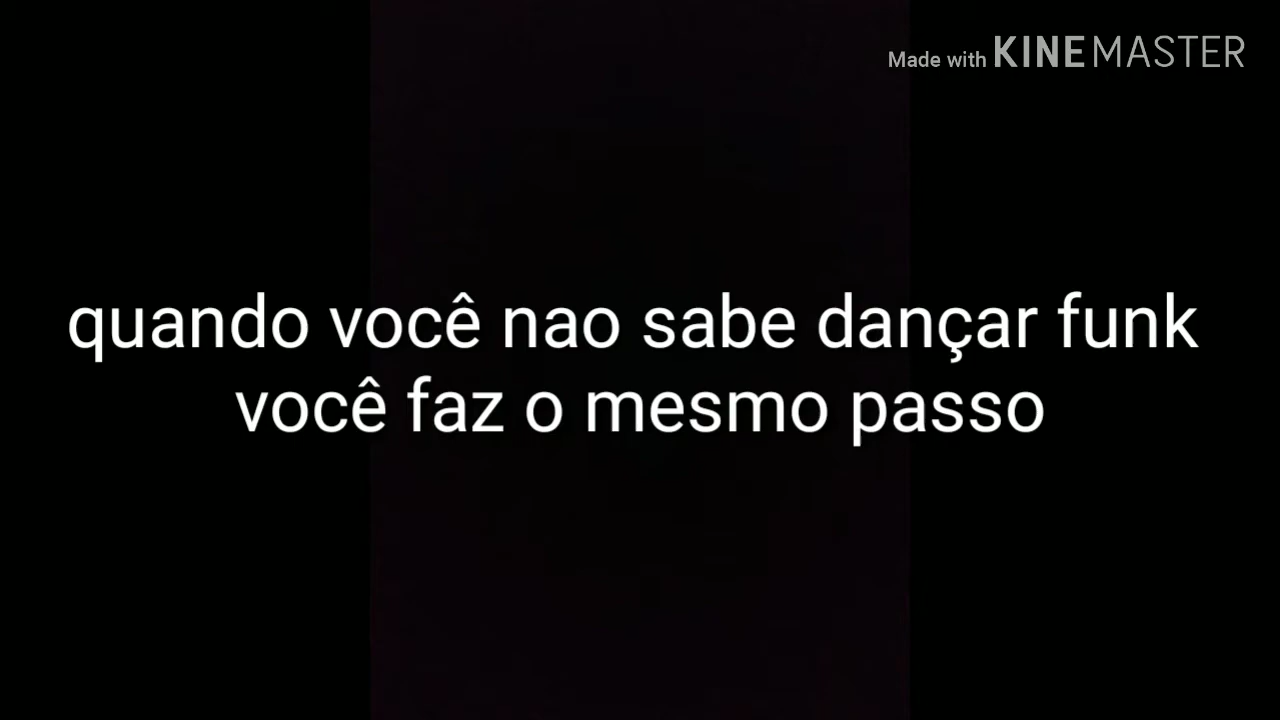 Made with KINEMASTER
quando você nao sabe dançar funk
você faz o mesmo passo